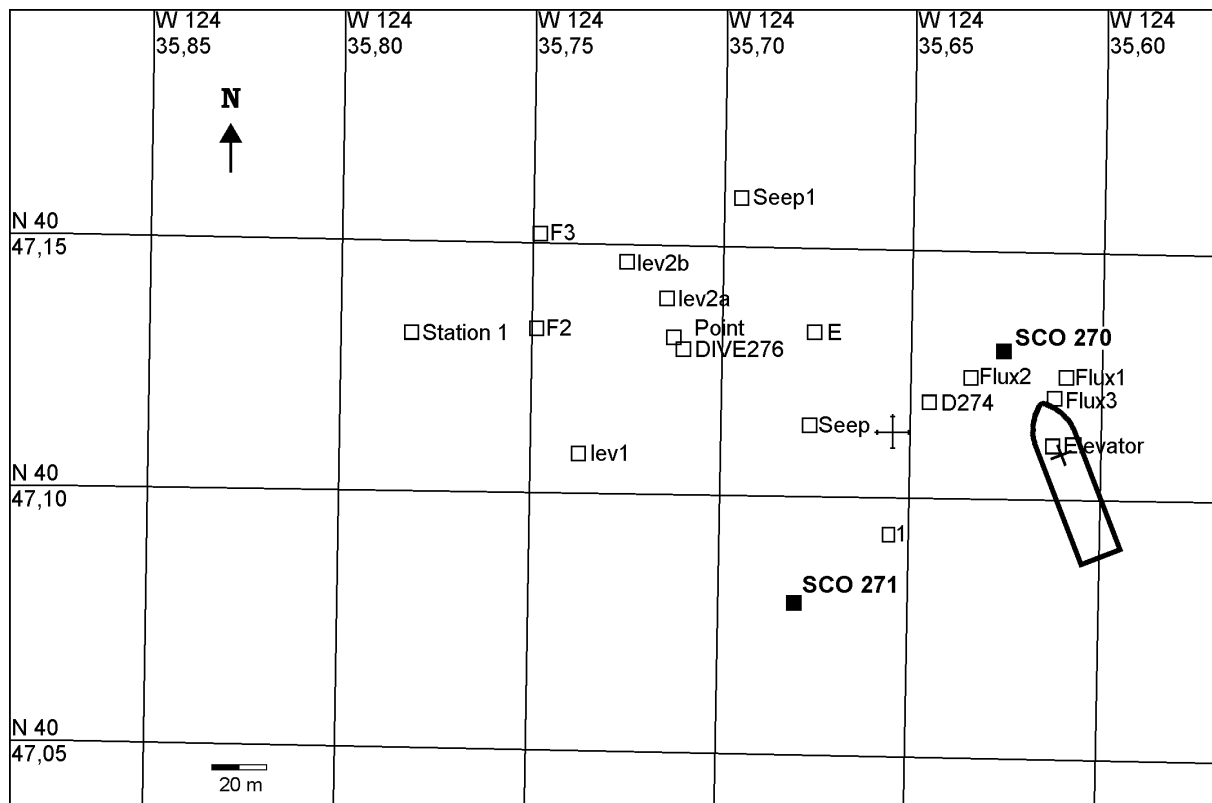 W 124
35,85
W 124
35,80
W 124
35,75
W 124
35,70
W 124
35,65
W 124
35,60
N
Seep1
N 40
47,15
F3
lev2b
lev2a
Station 1
F2
Point
DIVE276
E
SCO 270
Flux2
Flux1
D274
Flux3
Seep
Elevator
lev1
N 40
47,10
1
SCO 271
N 40
47,05
20 m